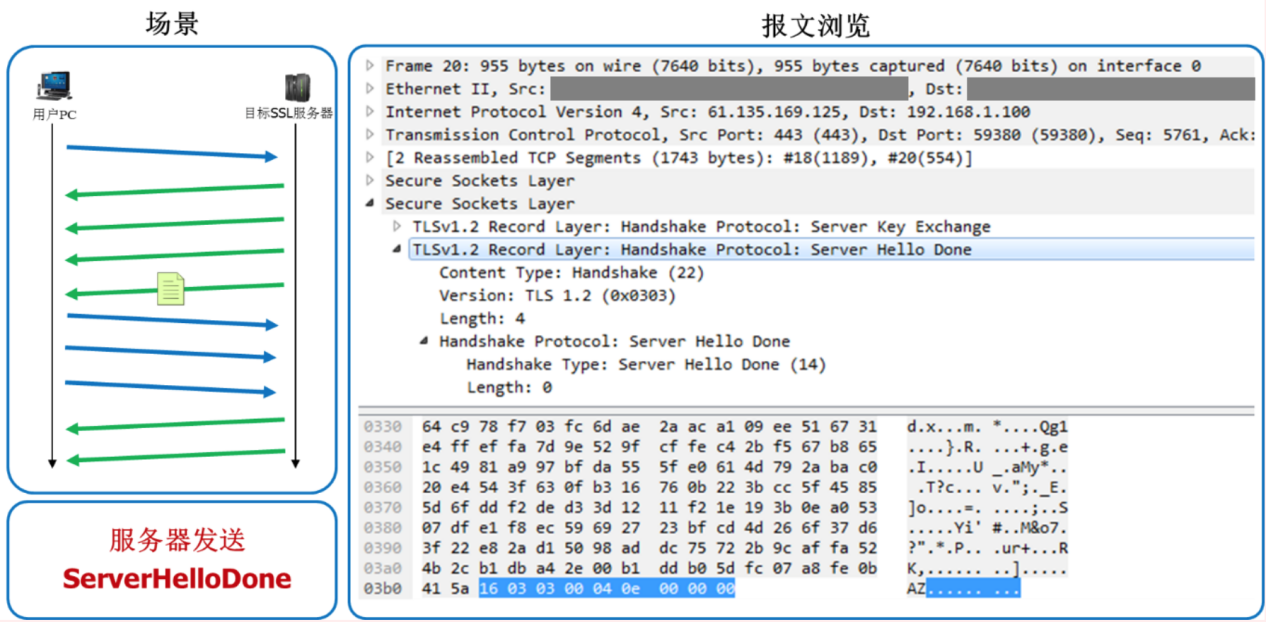 场景
报文浏览
用户PC
目标SSL服务器
服务器发送
ServerHelloDone
Frame 20: 955 bytes on wire (7640 bits), 955 bytes captured (7640 bits) on interface 0
Ethernet II, Src: , Dst:
Internet Protocol Version 4, Src: 61.135.169.125, Dst: 192.168.1.100
Transmission Control Protocol, Src Port: 443 (443), Dst Port: 59380 (59380), Seq: 5761, Ack:
[2 Reassembled TCP Segments (1743 bytes): #18(1189), #20(554)]
Secure Sockets Layer
Secure Sockets Layer
TLSv1.2 Record Layer: Handshake Protocol: Server Key Exchange
TLSv1.2 Record Layer: Handshake Protocol: Server Hello Done
Content Type: Handshake (22)
Version: TLS 1.2 (0x0303)
Length: 4
Handshake Protocol: Server Hello Done
Handshake Type: Server Hello Done (14)
Length: 0
0330 64 c9 78 f7 03 fc 6d ae 2a ac a1 09 ee 51 67 31 d.x...m. *....Qg1
0340 e4 ff ef fa 7d 9e 52 9f cf fe c4 2b f5 67 b8 65 ....}.R. ...+.g.e
0350 1c 49 81 a9 97 bf da 55 5f e0 61 4d 79 2a ba c0 .I.....U _.aMy*..
0360 20 e4 54 3f 63 0f b3 16 76 0b 22 3b cc 5f 45 85 .T?c... v.";._E.
0370 5d 6f dd f2 de d3 3d 12 11 f2 1e 19 3b 0e a0 53 ]o....=. ....;..S
0380 07 df e1 f8 ec 59 69 27 23 bf cd 4d 26 6f 37 d6 .....Yi' #..M&o7.
0390 3f 22 e8 2a d1 50 98 ad dc 75 72 2b 9c af fa 52 ?".*.P.. .ur+...R
03a0 4b 2c b1 db a4 2e 00 b1 dd b0 5d fc 07 a8 fe 0b K,...... ..].....
03b0 41 5a 16 03 03 00 04 0e 00 00 00 AZ...... ...